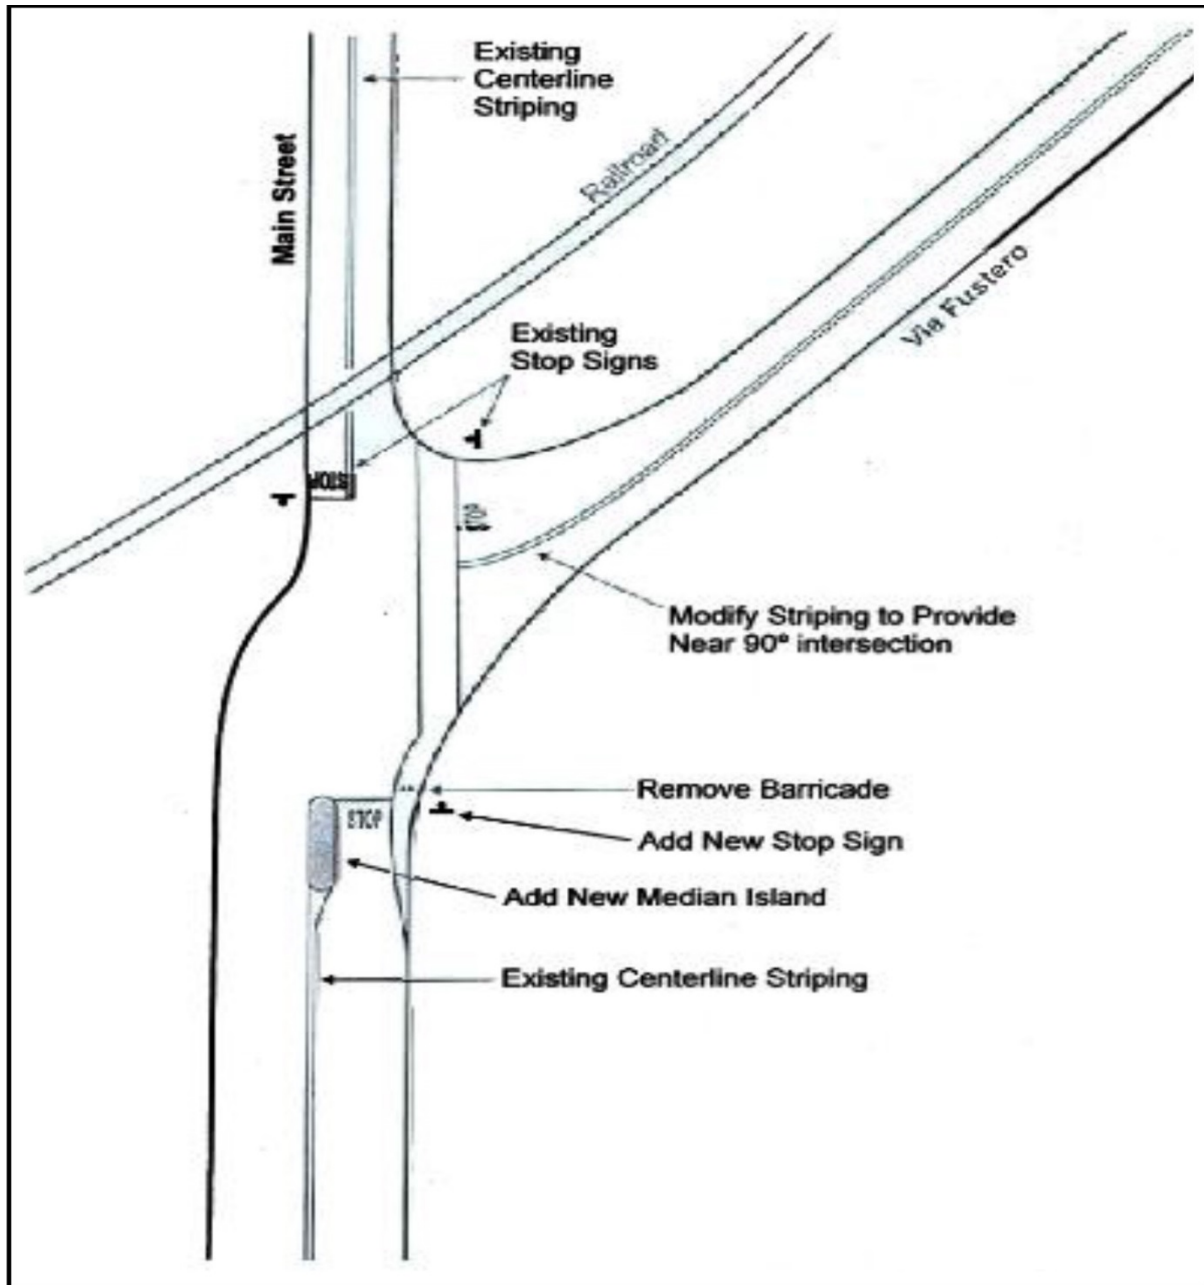 Existing
Centerline
Striping
Main Street
Railroad
Via Fustero
Existing
Stop Signs
STOP
STOP
Modify Striping to Provide
Near 90° intersection
Remove Barricade
STOP
Add New Stop Sign
Add New Median Island
Existing Centerline Striping